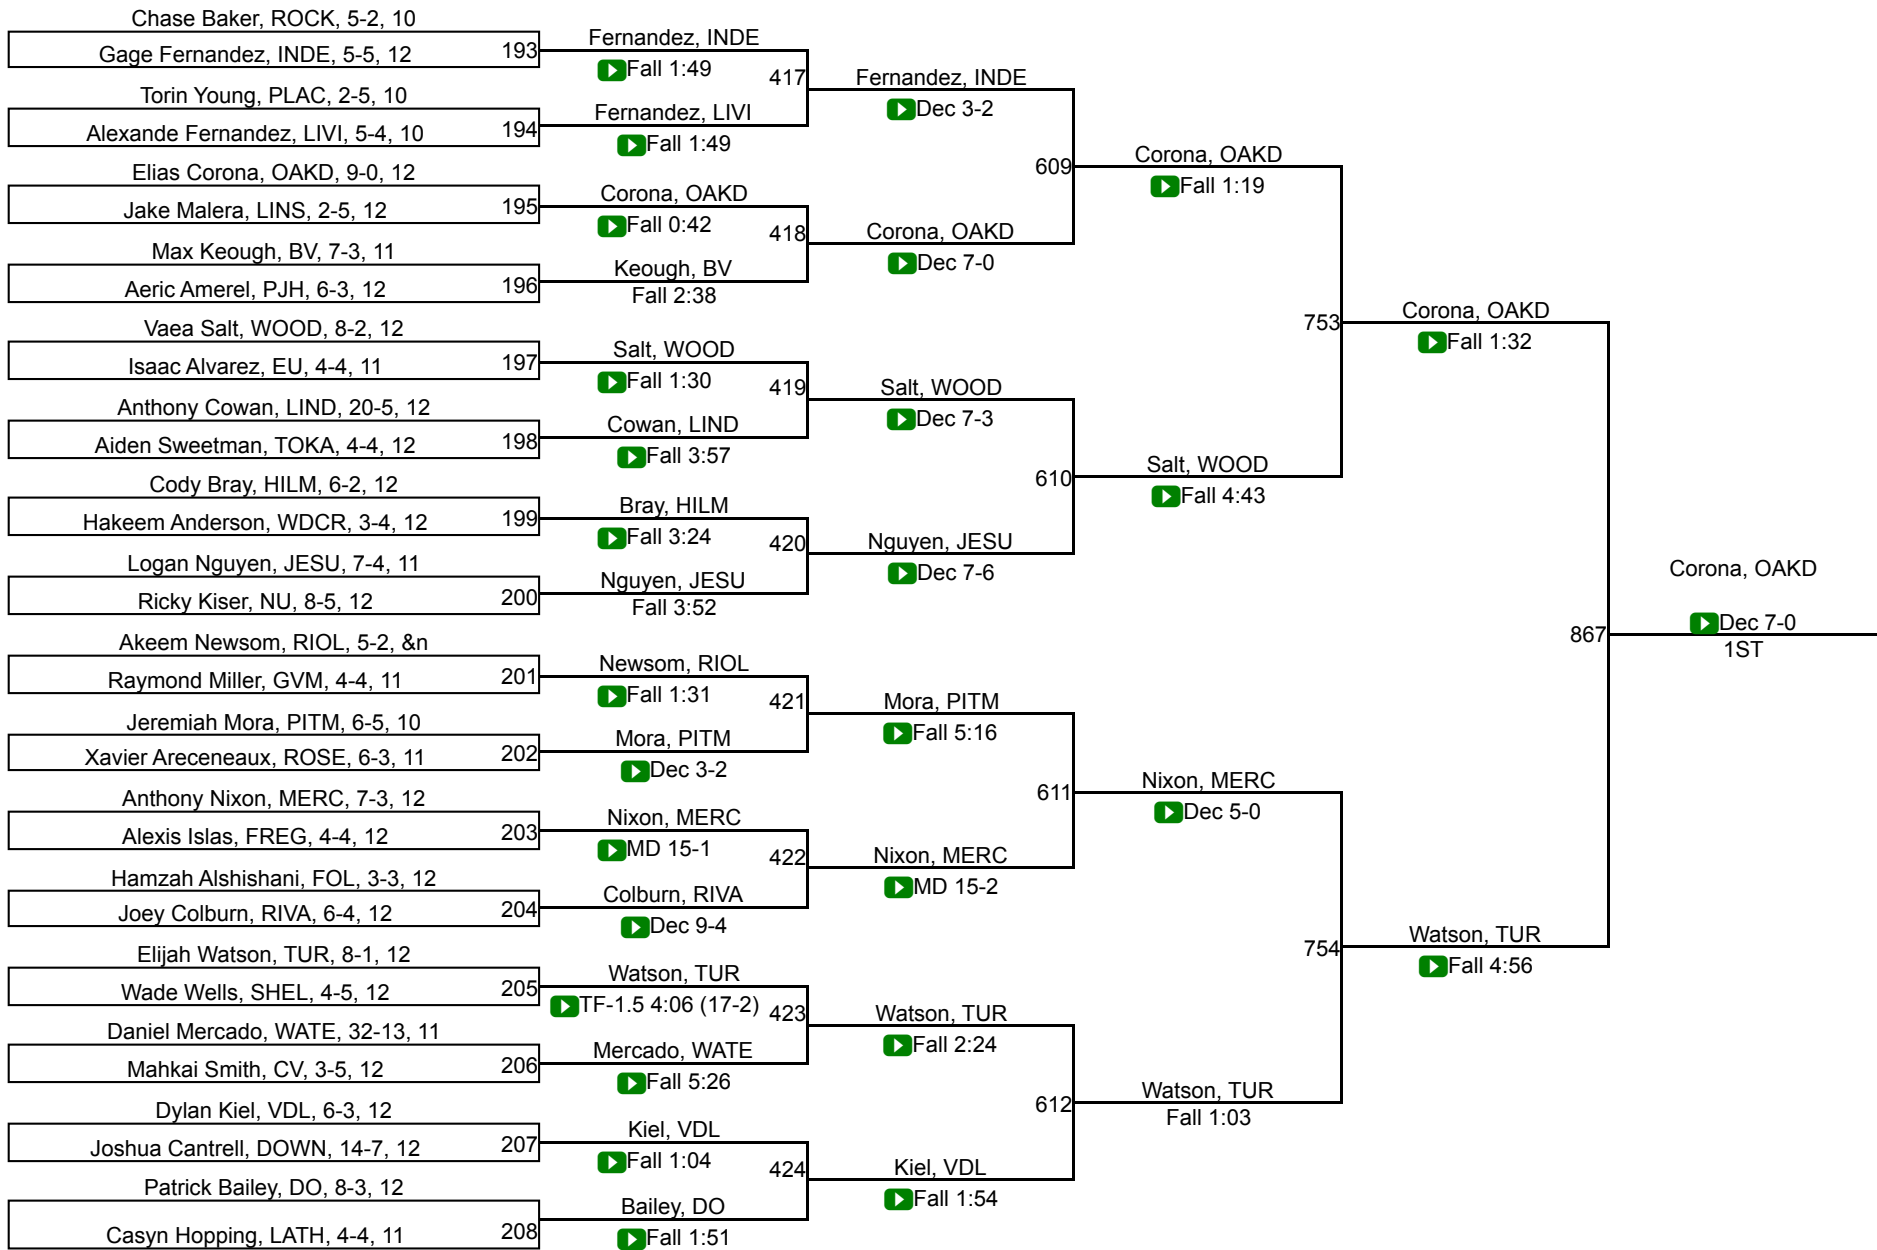 Chase Baker, ROCK, 5-2, 10
Gage Fernandez, INDE, 5-5, 12
193
Torin Young, PLAC, 2-5, 10
Alexande Fernandez, LIVI, 5-4, 10
194
Elias Corona, OAKD, 9-0, 12
Jake Malera, LINS, 2-5, 12
195
Max Keough, BV, 7-3, 11
Aeric Amerel, PJH, 6-3, 12
196
Vaea Salt, WOOD, 8-2, 12
Isaac Alvarez, EU, 4-4, 11
197
Anthony Cowan, LIND, 20-5, 12
Aiden Sweetman, TOKA, 4-4, 12
198
Cody Bray, HILM, 6-2, 12
Hakeem Anderson, WDCR, 3-4, 12
199
Logan Nguyen, JESU, 7-4, 11
Ricky Kiser, NU, 8-5, 12
200
Akeem Newsom, RIOL, 5-2, &n
Raymond Miller, GVM, 4-4, 11
201
Jeremiah Mora, PITM, 6-5, 10
Xavier Areceneaux, ROSE, 6-3, 11
202
Anthony Nixon, MERC, 7-3, 12
Alexis Islas, FREG, 4-4, 12
203
Hamzah Alshishani, FOL, 3-3, 12
Joey Colburn, RIVA, 6-4, 12
204
Elijah Watson, TUR, 8-1, 12
Wade Wells, SHEL, 4-5, 12
205
Daniel Mercado, WATE, 32-13, 11
Mahkai Smith, CV, 3-5, 12
206
Dylan Kiel, VDL, 6-3, 12
Joshua Cantrell, DOWN, 14-7, 12
207
Patrick Bailey, DO, 8-3, 12
Casyn Hopping, LATH, 4-4, 11
208
Fernandez, INDE
Fall 1:49
417
Fernandez, LIVI
Fall 1:49
Corona, OAKD
Fall 0:42
418
Keough, BV
Fall 2:38
Salt, WOOD
Fall 1:30
419
Cowan, LIND
Fall 3:57
Bray, HILM
Fall 3:24
420
Nguyen, JESU
Fall 3:52
Newsom, RIOL
Fall 1:31
421
Mora, PITM
Dec 3-2
Nixon, MERC
MD 15-1
422
Colburn, RIVA
Dec 9-4
Watson, TUR
TF-1.5 4:06 (17-2)
423
Mercado, WATE
Fall 5:26
Kiel, VDL
Fall 1:04
424
Bailey, DO
Fall 1:51
Fernandez, INDE
Dec 3-2
609
Corona, OAKD
Dec 7-0
Salt, WOOD
Dec 7-3
610
Nguyen, JESU
Dec 7-6
Mora, PITM
Fall 5:16
611
Nixon, MERC
MD 15-2
Watson, TUR
Fall 2:24
612
Kiel, VDL
Fall 1:54
Corona, OAKD
Fall 1:19
753
Salt, WOOD
Fall 4:43
Nixon, MERC
Dec 5-0
754
Watson, TUR
Fall 1:03
Corona, OAKD
Fall 1:32
867
Watson, TUR
Fall 4:56
Corona, OAKD
Dec 7-0
1ST